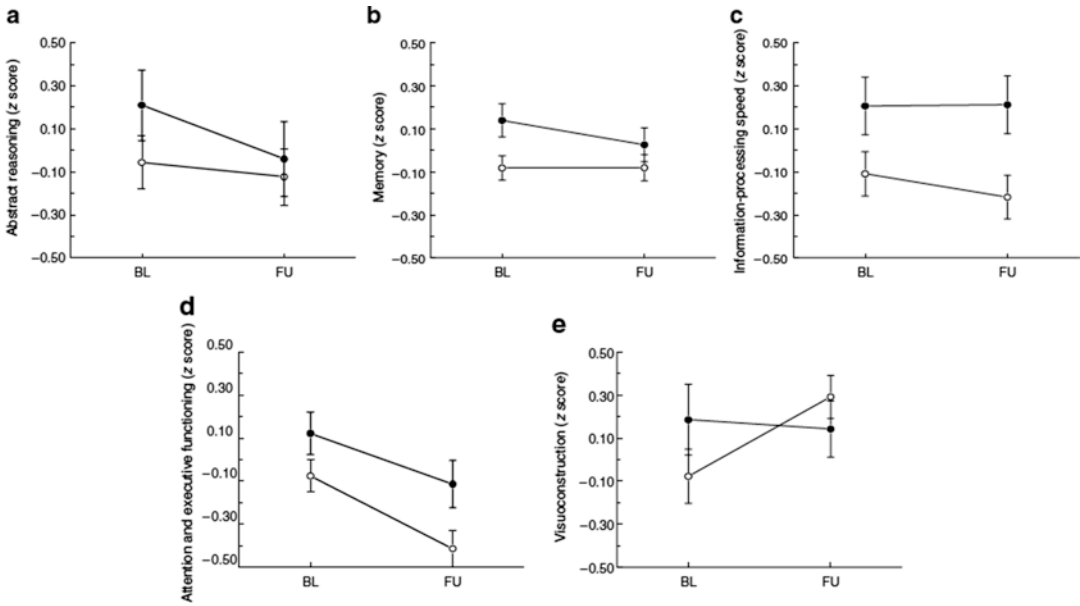 a
Abstract reasoning (z score)
0.50
0.30
0.10
−0.10
−0.30
−0.50
BL FU
b
Memory (z score)
0.50
0.30
0.10
−0.10
−0.30
−0.50
BL FU
c
Information-processing speed (z score)
0.50
0.30
0.10
−0.10
−0.30
−0.50
BL FU
d
Attention and executive functioning (z score)
0.50
0.30
0.10
−0.10
−0.30
−0.50
BL FU
e
Visuoconstruction (z score)
0.50
0.30
0.10
−0.10
−0.30
−0.50
BL FU